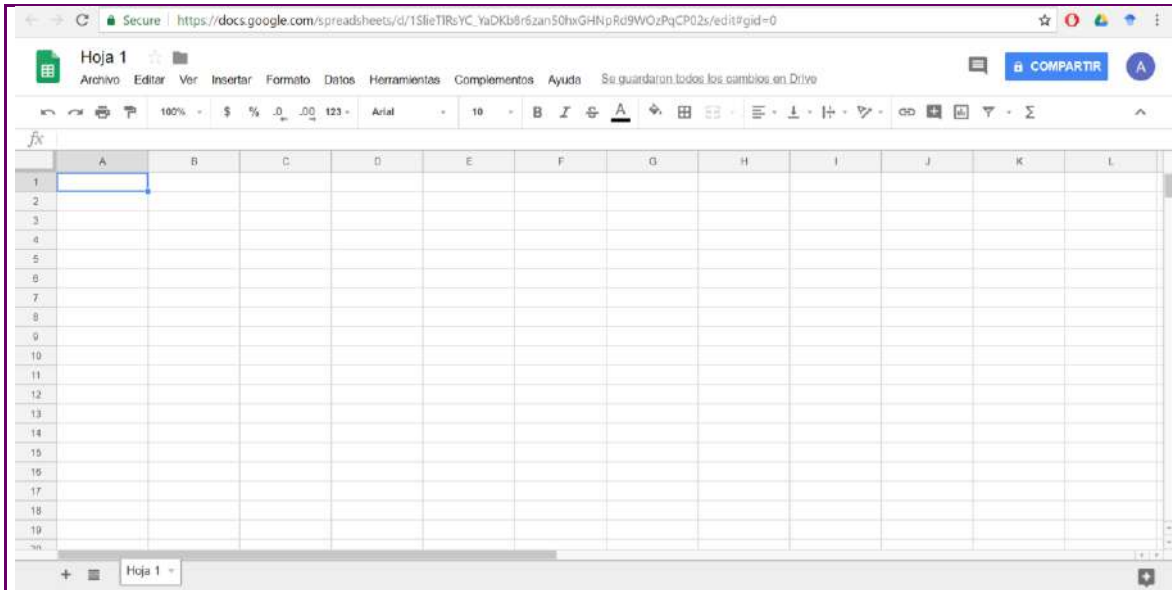 Secure https://docs.google.com/spreadsheets/d/1SlieTlRsYC_YaDKb8r6zan50hxGHNpRd9WOzPqCP02s/edit#gid=0
Hoja 1
Archivo Editar Ver Insertar Formato Datos Herramientas Complementos Ayuda Se guardaron todos los cambios en Drive
COMPARTIR
A
100% $ % .0 .00 123 Arial 10 B I S A Σ
fx
A B C D E F G H I J K L
1
2
3
4
5
6
7
8
9
10
11
12
13
14
15
16
17
18
19
20
+ Hoja 1